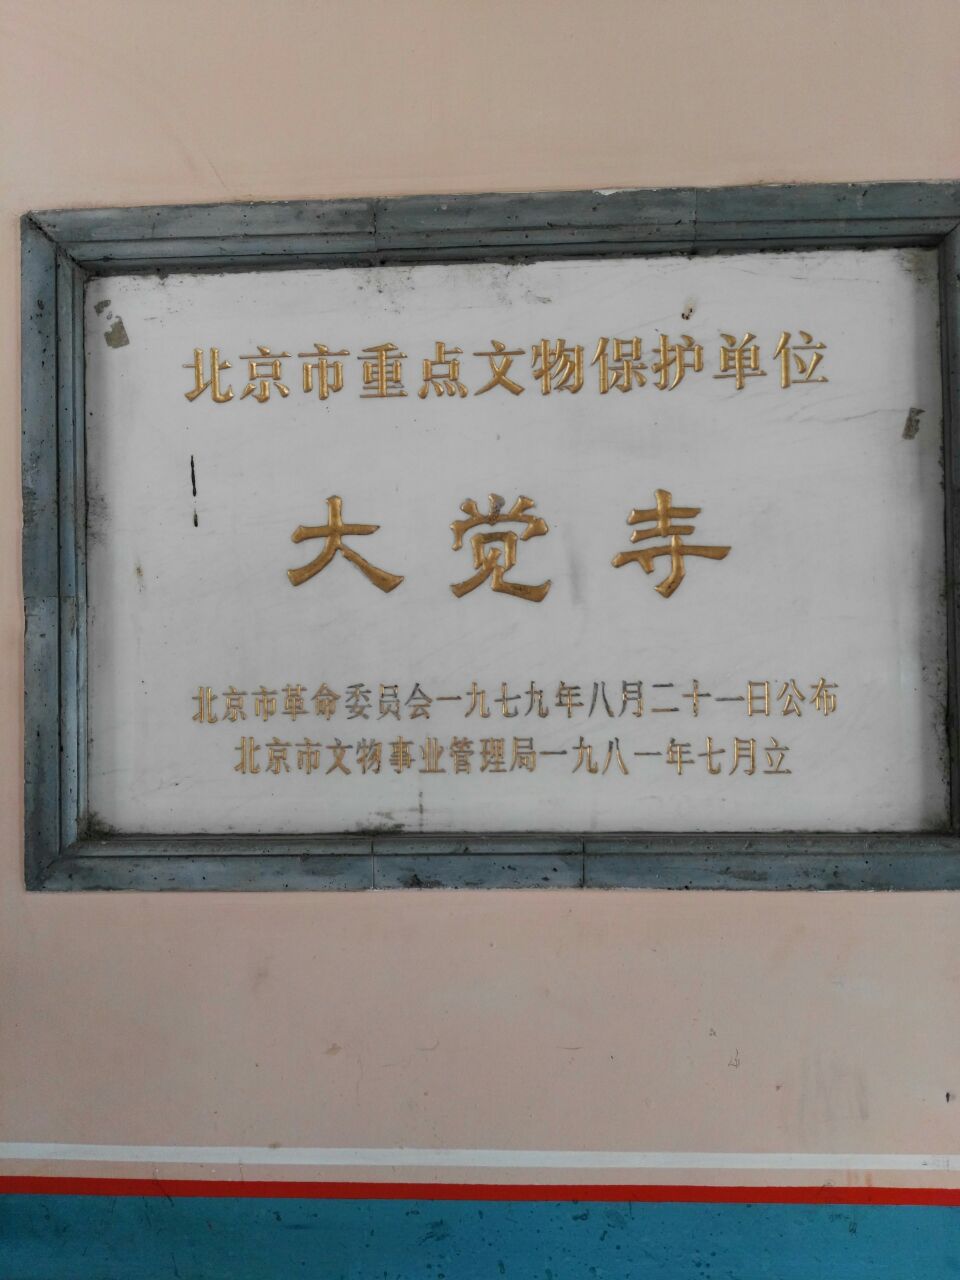 北京市重点文物保护单位
大觉寺
北京市革命委员会一九七九年八月二十一日公布
北京市文物事业管理局一九八一年七月立